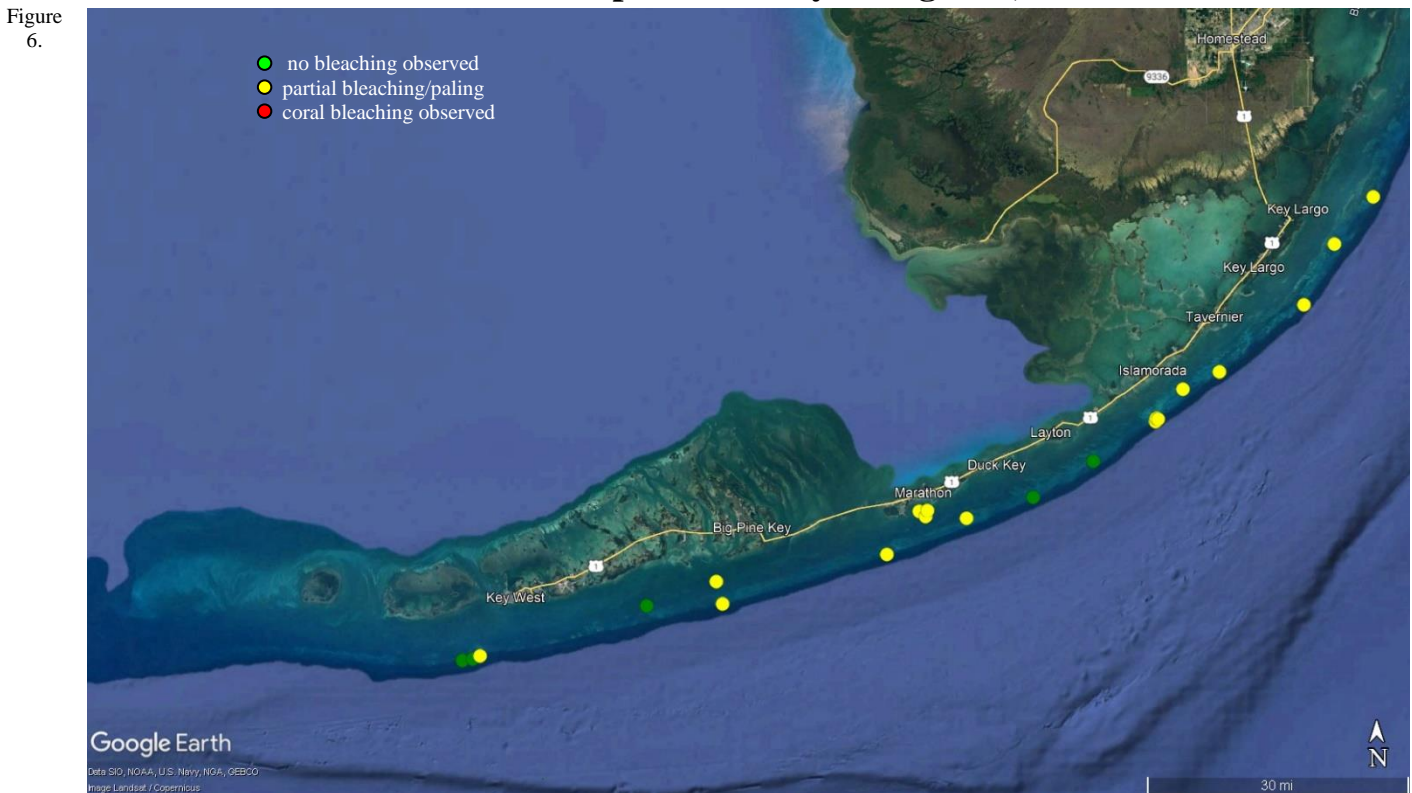 Figure
6.
no bleaching observed
partial bleaching/paling
coral bleaching observed
Homestead
9336
1
Key Largo
1
Key Largo
Tavernier
Islamorada
1
Layton
Duck Key
1
Marathon
Big Pine Key
1
Key West
Google Earth
Data SIO, NOAA, U.S. Navy, NGA, GEBCO
Image Landsat / Copernicus
N
30 mi